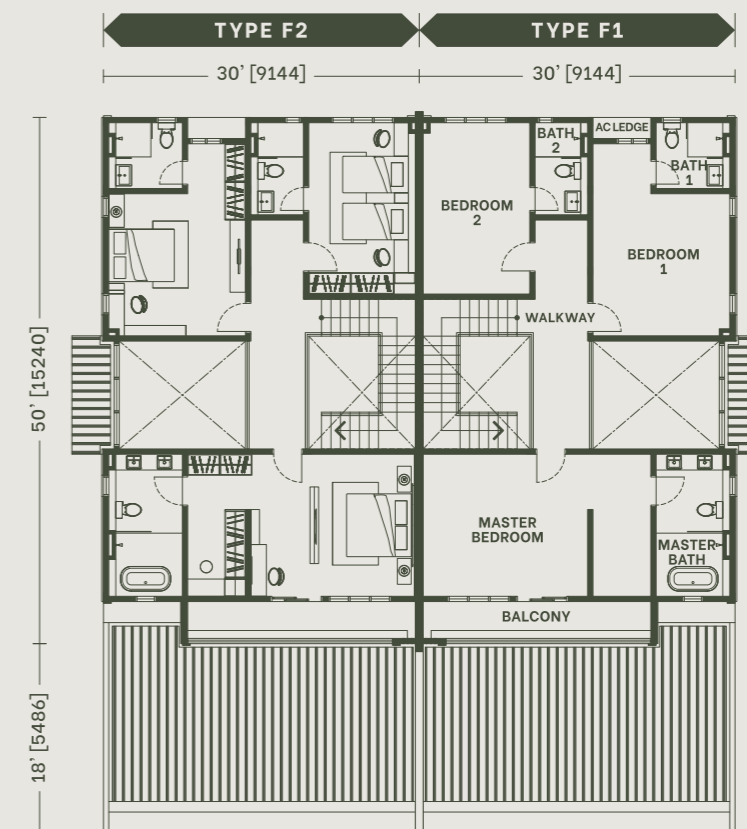 TYPE F2
TYPE F1
30' [9144]
30' [9144]
BATH
2
AC LEDGE
BATH
1
BEDROOM
2
BEDROOM
1
WALKWAY
50' [15240]
MASTER
BEDROOM
MASTER
BATH
BALCONY
18' [5486]